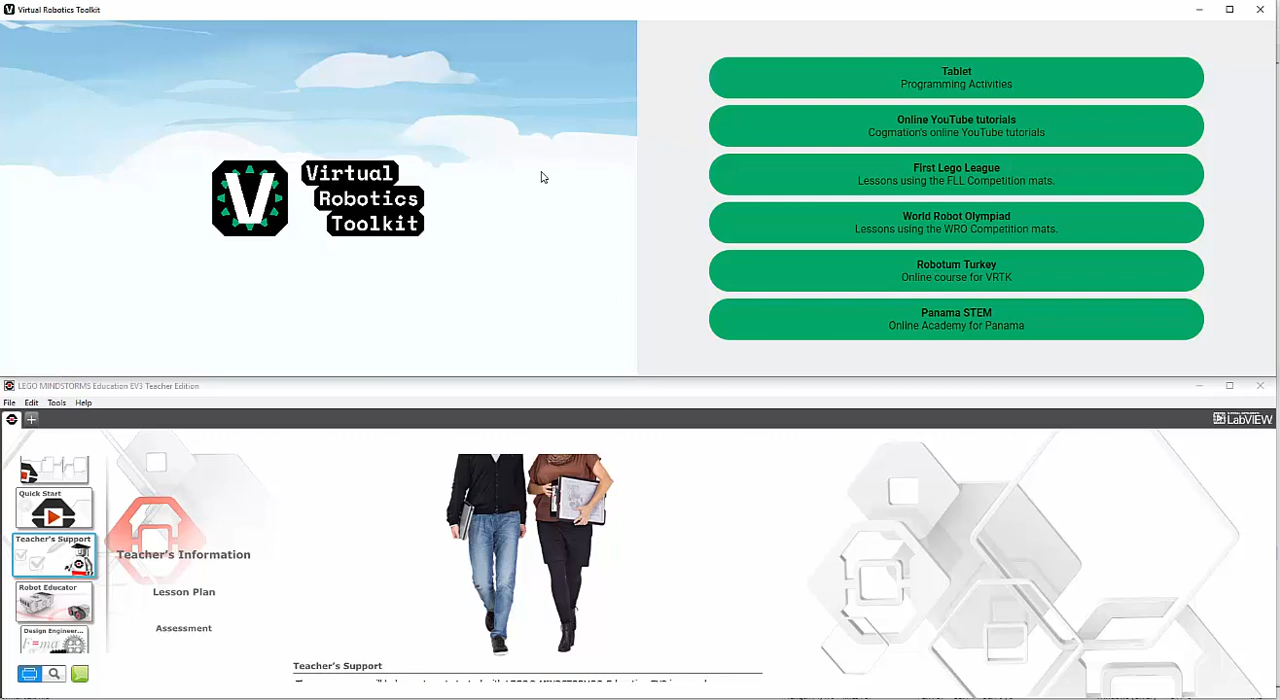 Virtual Robotics Toolkit
Virtual
Robotics
Toolkit
Tablet
Programming Activities
Online YouTube tutorials
Cogmation's online YouTube tutorials
First Lego League
Lessons using the FLL Competition mats.
World Robot Olympiad
Lessons using the WRO Competition mats.
Robotum Turkey
Online course for VRTK
Panama STEM
Online Academy for Panama
LEGO MINDSTORMS Education EV3 Teacher Edition
File Edit Tools Help
LabVIEW
Quick Start
Teacher's Support
Robot Educator
Design Engineer...
Teacher's Information
Lesson Plan
Assessment
Teacher's Support